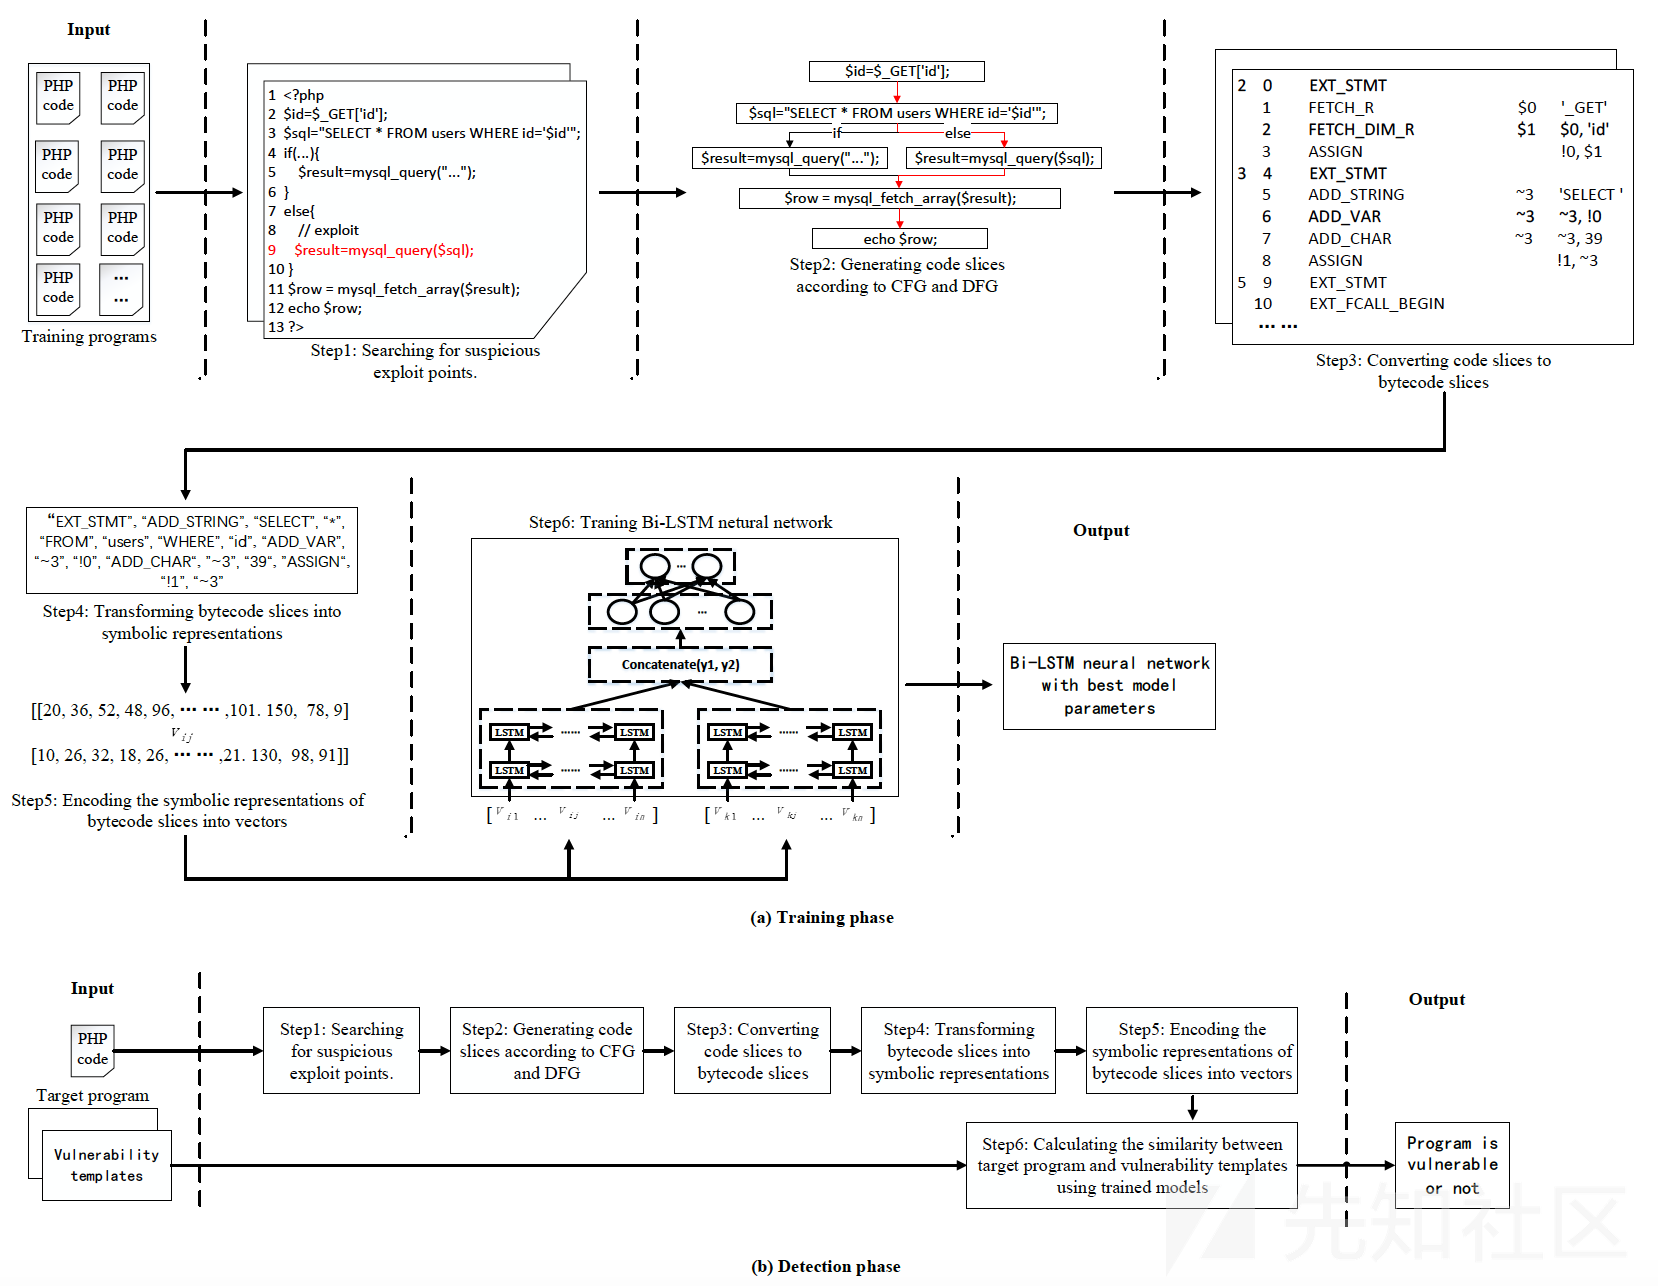 Input
PHP
code
PHP
code
PHP
code
PHP
code
PHP
code
PHP
code
PHP
code
...
...
Training programs
1 <?php
2 $id=$_GET['id'];
3 $sql="SELECT * FROM users WHERE id='$id'";
4 if(...){
5 $result=mysql_query("...");
6 }
7 else{
8 // exploit
9 $result=mysql_query($sql);
10 }
11 $row = mysql_fetch_array($result);
12 echo $row;
13 ?>
Step1: Searching for suspicious
exploit points.
$id=$_GET['id'];
$sql="SELECT * FROM users WHERE id='$id'";
if else
$result=mysql_query("...");
$result=mysql_query($sql);
$row = mysql_fetch_array($result);
echo $row;
Step2: Generating code slices
according to CFG and DFG
2 0 EXT_STMT
1 FETCH_R $0 '_GET'
2 FETCH_DIM_R $1 $0, 'id'
3 ASSIGN !0, $1
3 4 EXT_STMT
5 ADD_STRING ~3 'SELECT '
6 ADD_VAR ~3 ~3, !0
7 ADD_CHAR ~3 ~3, 39
8 ASSIGN !1, ~3
5 9 EXT_STMT
10 EXT_FCALL_BEGIN
... ...
Step3: Converting code slices to
bytecode slices
“EXT_STMT”, “ADD_STRING”, “SELECT”, “*”,
“FROM”, “users”, “WHERE”, “id”, “ADD_VAR”,
“~3”, “!0”, “ADD_CHAR“, ”~3”, “39”, ”ASSIGN“,
“!1”, “~3”
Step4: Transforming bytecode slices into
symbolic representations
[[20, 36, 52, 48, 96, ... ... ,101. 150, 78, 9]
V ij
[10, 26, 32, 18, 26, ... ... ,21. 130, 98, 91]]
Step5: Encoding the symbolic representations of
bytecode slices into vectors
Step6: Traning Bi-LSTM netural network
...
...
Concatenate(y1, y2)
LSTM ...... LSTM LSTM ...... LSTM
LSTM ...... LSTM LSTM ...... LSTM
[ V i1 ... V ij ... V in ] [ V k1 ... V kj ... V kn ]
Output
Bi-LSTM neural network
with best model
parameters
(a) Training phase
Input
PHP
code
Target program
Vulnerability
templates
Step1: Searching
for suspicious
exploit points.
Step2: Generating code
slices according to CFG
and DFG
Step3: Converting
code slices to
bytecode slices
Step4: Transforming
bytecode slices into
symbolic representations
Step5: Encoding the
symbolic representations of
bytecode slices into vectors
Step6: Calculating the similarity between
target program and vulnerability templates
using trained models
Output
Program is
vulnerable
or not
先知社区
(b) Detection phase